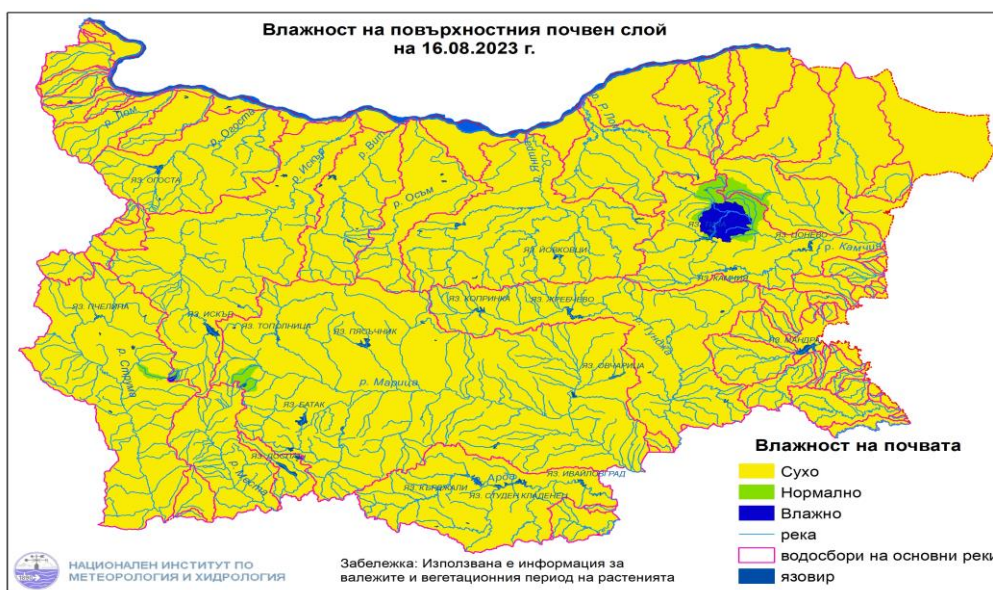 Влажност на повърхностния почвен слой
на 16.08.2023 г.
р. Лом
р. Огоста
р. Искър
р. Вит
р. Осъм
р. Янтра
р. Р. Лом
ЯЗ. ОГОСТА
ЯЗ. ЙОВКОВЦИ
ЯЗ.
ЯЗ. ЦОНЕВО
р. Камчия
ЯЗ. КАМЧИЯ
ЯЗ. ПЧЕЛИНА
ЯЗ. ИСКЪР
ЯЗ. ТОПОЛНИЦА
ЯЗ. ПЯСЪЧНИК
ЯЗ. КОПРИНКА
ЯЗ. ЖРЕБЧЕВО
р. Тунджа
ЯЗ. МАНДРА
р. Струма
р. Марица
ЯЗ. ОВЧАРИЦА
ЯЗ. БАТАК
ЯЗ. ДОСПАТ
р. Места
ЯЗ. КЪРДЖАЛИ
Арда
ЯЗ. СТУДЕН КЛАДЕНЕЦ
ЯЗ. ИВАЙЛОВГРАД
Влажност на почвата
Сухо
Нормално
Влажно
река
водосбори на основни реки
язовир
НАЦИОНАЛЕН ИНСТИТУТ ПО
МЕТЕОРОЛОГИЯ И ХИДРОЛОГИЯ
Забележка: Използвана е информация за
валежите и вегетационния период на растенията